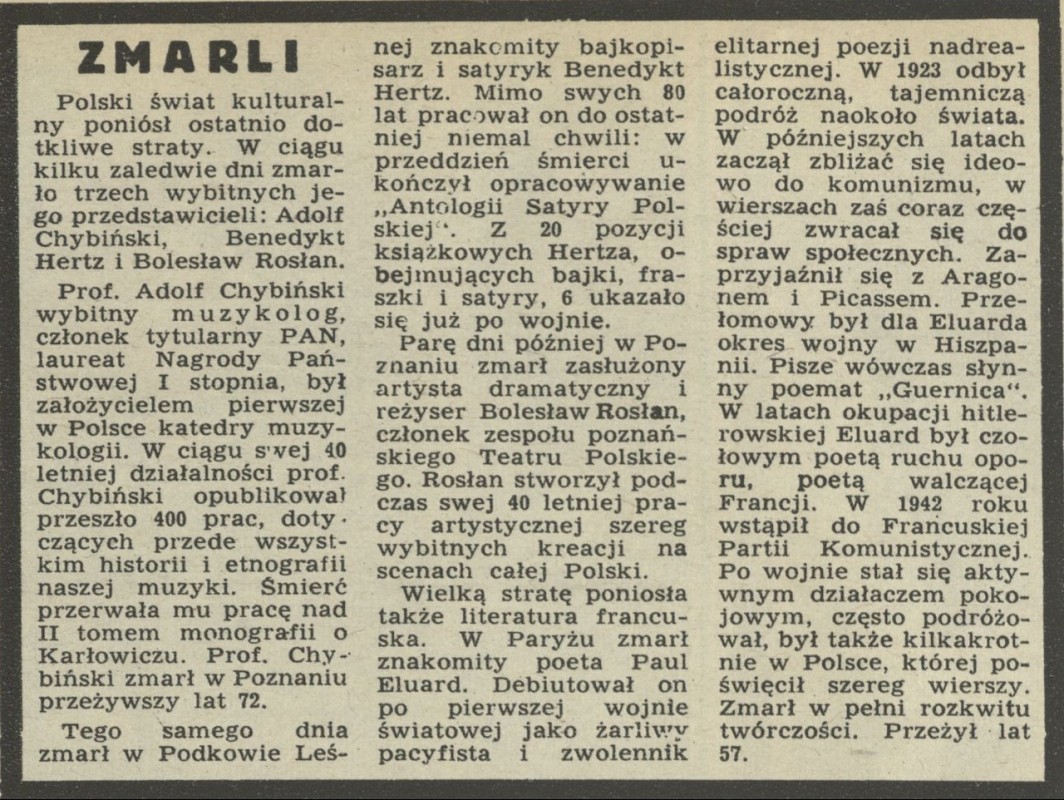 ZMARLI
Polski świat kultural-
ny poniósł ostatnio do-
tkliwe straty. W ciągu
kilku zaledwie dni zmar-
ło trzech wybitnych je-
go przedstawicieli: Adolf
Chybiński, Benedykt
Hertz i Bolesław Rosłan.
Prof. Adolf Chybiński
wybitny muzykolog,
członek tytularny PAN,
laureat Nagrody Pań-
stwowej I stopnia, był
założycielem pierwszej
w Polsce katedry muzy-
kologii. W ciągu swej 40
letniej działalności prof.
Chybiński opublikował
przeszło 400 prac, doty-
czących przede wszyst-
kim historii i etnografii
naszej muzyki. Śmierć
przerwała mu pracę nad
II tomem monografii o
Karłowiczu. Prof. Chy-
biński zmarł w Poznaniu
przeżywszy lat 72.
Tego samego dnia
zmarł w Podkowie Leś-
nej znakomity bajkopi-
sarz i satyryk Benedykt
Hertz. Mimo swych 80
lat pracował on do ostat-
niej niemal chwili: w
przeddzień śmierci u-
kończył opracowywanie
„Antologii Satyry Pol-
skiej“. Z 20 pozycji
książkowych Hertza, o-
bejmujących bajki, fra-
szki i satyry, 6 ukazało
się już po wojnie.
Parę dni później w Po-
znaniu zmarł zasłużony
artysta dramatyczny i
reżyser Bolesław Rosłan,
członek zespołu poznań-
skiego Teatru Polskie-
go. Rosłan stworzył pod-
czas swej 40 letniej pra-
cy artystycznej szereg
wybitnych kreacji na
scenach całej Polski.
Wielką stratę poniosła
także literatura francu-
ska. W Paryżu zmarł
znakomity poeta Paul
Eluard. Debiutował on
po pierwszej wojnie
światowej jako żarliwy
pacyfista i zwolennik
elitarnej poezji nadrea-
listycznej. W 1923 odbył
całoroczną, tajemniczą
podróż naokoło świata.
W późniejszych latach
zaczął zbliżać się ideo-
wo do komunizmu, w
wierszach zaś coraz czę-
ściej zwracał się do
spraw społecznych. Za-
przyjaźnił się z Arago-
nem i Picassem. Prze-
łomowy był dla Eluarda
okres wojny w Hiszpa-
nii. Pisze wówczas słyn-
ny poemat „Guernica“.
W latach okupacji hitle-
rowskiej Eluard był czo-
łowym poetą ruchu opo-
ru, poetą walczącej
Francji. W 1942 roku
wstąpił do Francuskiej
Partii Komunistycznej.
Po wojnie stał się akty-
wnym działaczem poko-
jowym, często podróżo-
wał, był także kilkakrot-
nie w Polsce, której po-
święcił szereg wierszy.
Zmarł w pełni rozkwitu
twórczości. Przeżył lat
57.